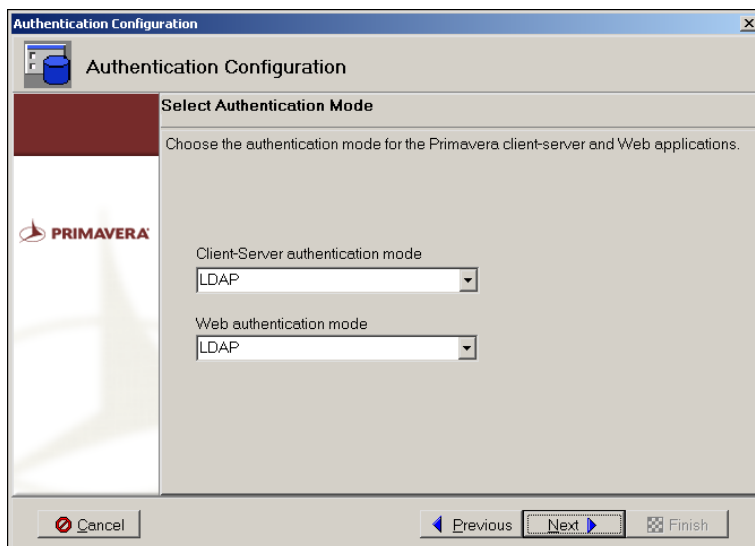 Authentication Configuration
Authentication Configuration
Select Authentication Mode
Choose the authentication mode for the Primavera client-server and Web applications.
PRIMAVERA
Client-Server authentication mode
LDAP
Web authentication mode
LDAP
Cancel
Previous
Next
Finish